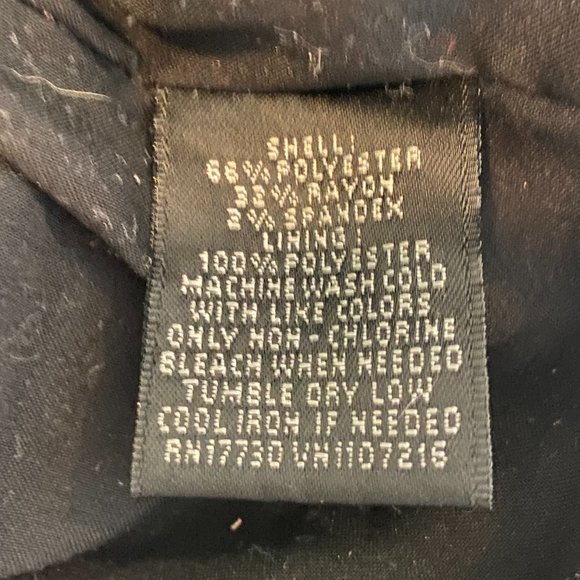 SHELL:
66% POLYESTER
32% RAYON
2% SPANDEX
LINING:
100% POLYESTER
MACHINE WASH COLD
WITH LIKE COLORS
ONLY NON-CHLORINE
BLEACH WHEN NEEDED
TUMBLE DRY LOW
COOL IRON IF NEEDED
RN17730 VN1107216